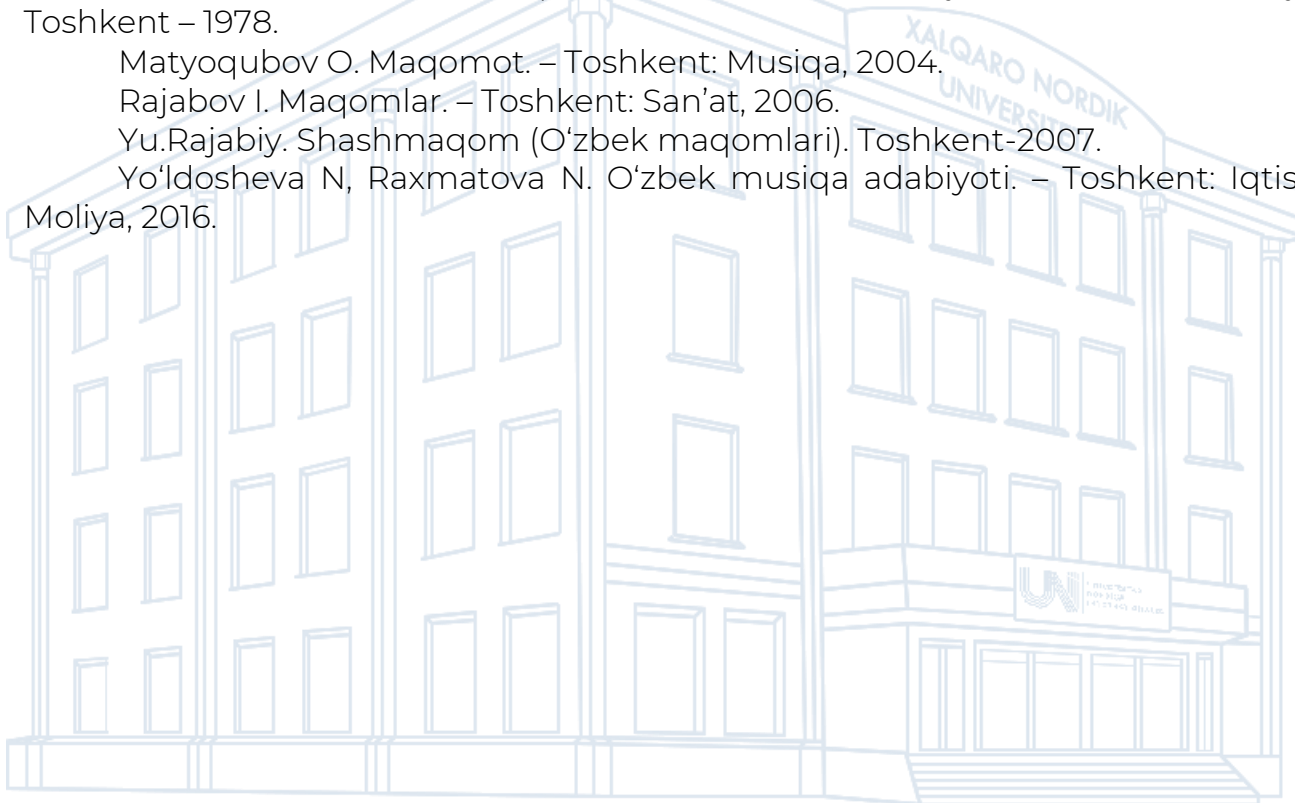 Toshkent – 1978.
Matyoqubov O. Maqomot. – Toshkent: Musiqa, 2004.
Rajabov I. Maqomlar. – Toshkent: San’at, 2006.
Yu.Rajabiy. Shashmaqom (O‘zbek maqomlari). Toshkent-2007.
Yo‘ldosheva N, Raxmatova N. O‘zbek musiqa adabiyoti. – Toshkent: Iqtis
Moliya, 2016.
XALQARO NORDIK
UNIVERSITETI
UNI